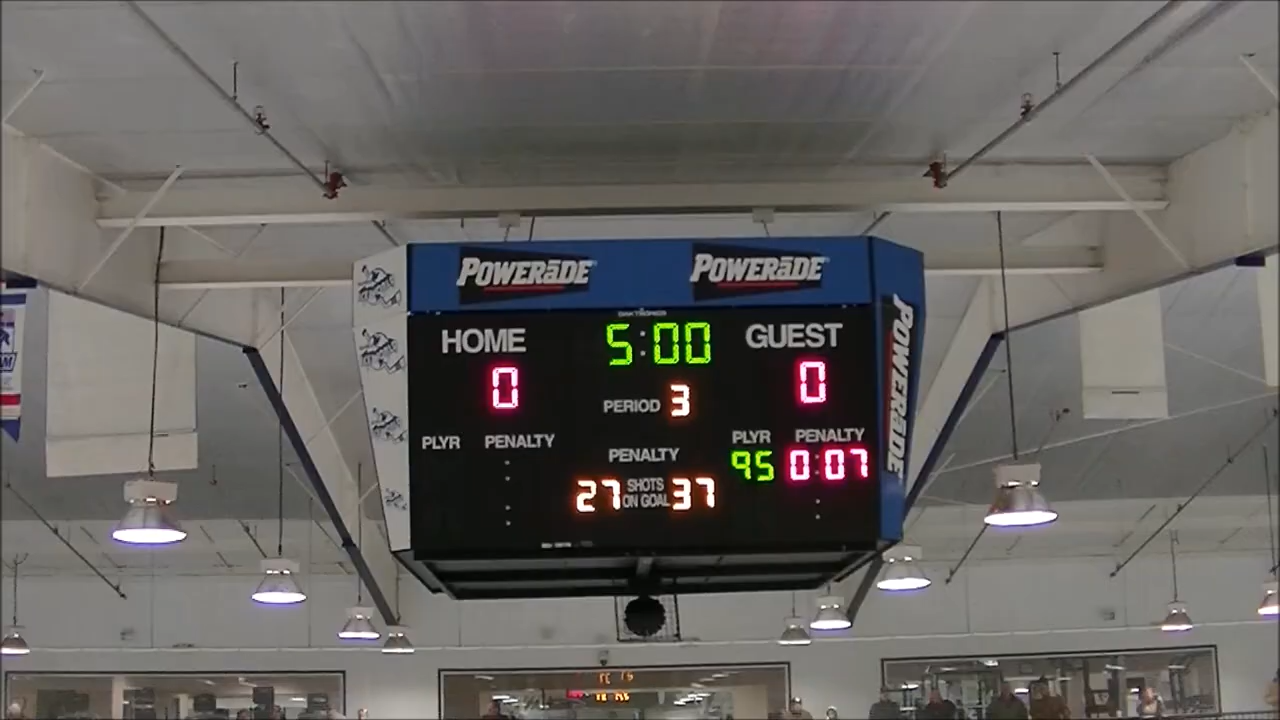 POWERADE POWERADE
HOME 5:00 GUEST
0 0
PERIOD 3
PLYR PENALTY PLYR PENALTY
PENALTY 95 0:07
27 SHOTS ON GOAL 37
POWERADE